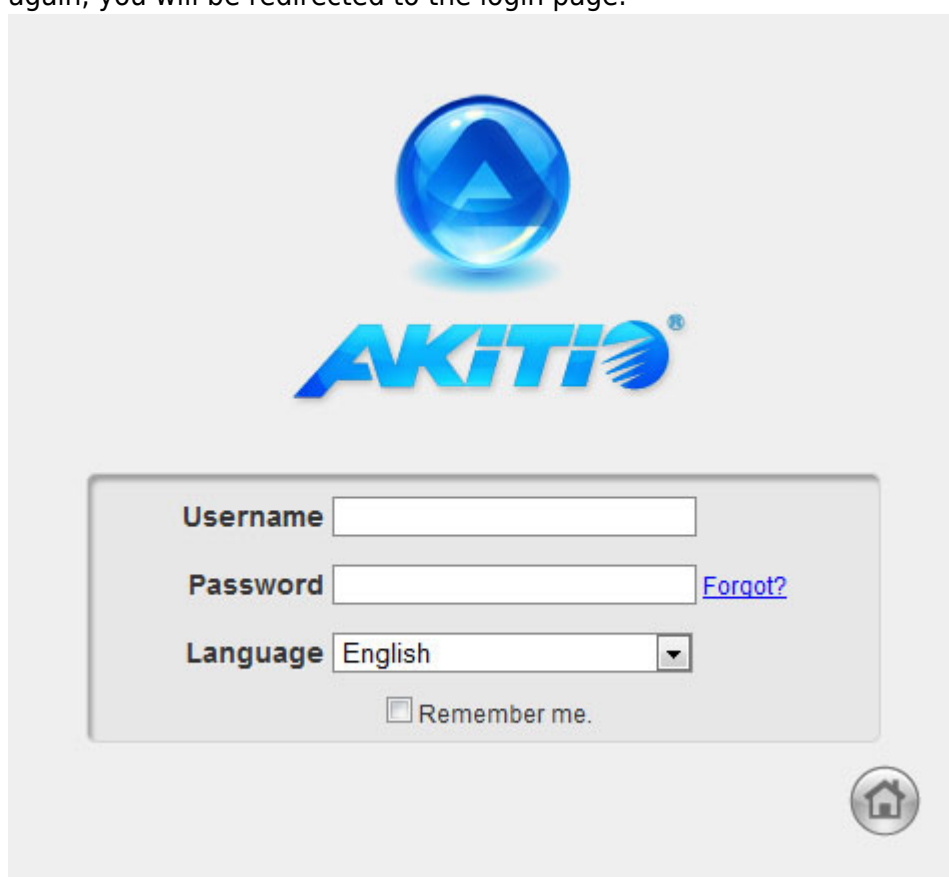 again, you will be redirected to the login page.
AKiTiO®
Username
Password Forgot?
Language English
Remember me.